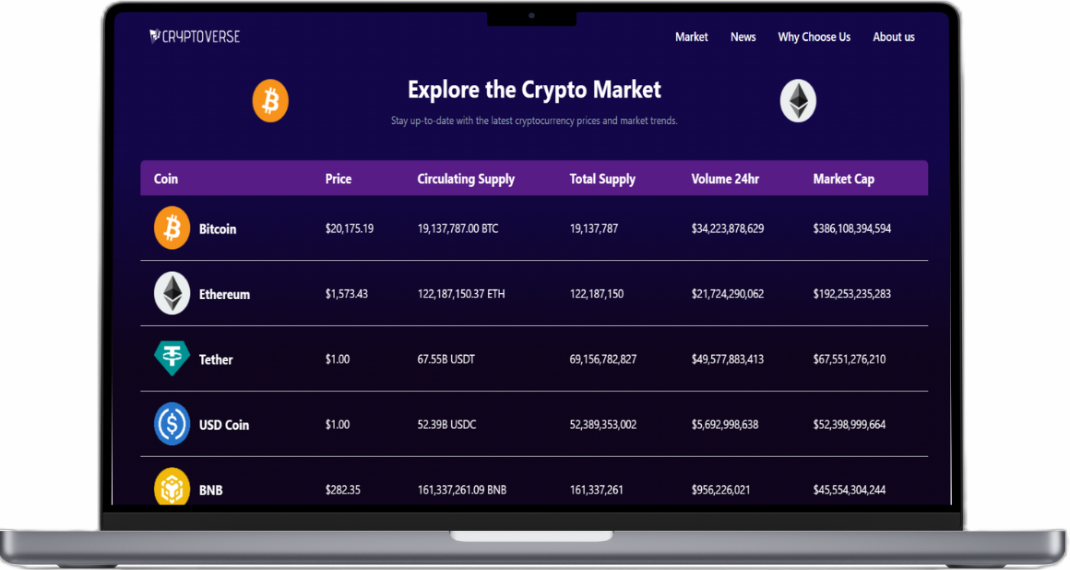 CRYPTOVERSE
Market News Why Choose Us About us
Explore the Crypto Market
Stay up-to-date with the latest cryptocurrency prices and market trends.
Coin Price Circulating Supply Total Supply Volume 24hr Market Cap
Bitcoin $20,175.19 19,137,787.00 BTC 19,137,787 $34,223,878,629 $386,108,394,594
Ethereum $1,573.43 122,187,150.37 ETH 122,187,150 $21,724,290,062 $192,253,235,283
Tether $1.00 67.55B USDT 69,156,782,827 $49,577,883,413 $67,551,276,210
USD Coin $1.00 52.39B USDC 52,389,353,002 $5,692,998,638 $52,398,999,664
BNB $282.35 161,337,261.09 BNB 161,337,261 $956,226,021 $45,554,304,244